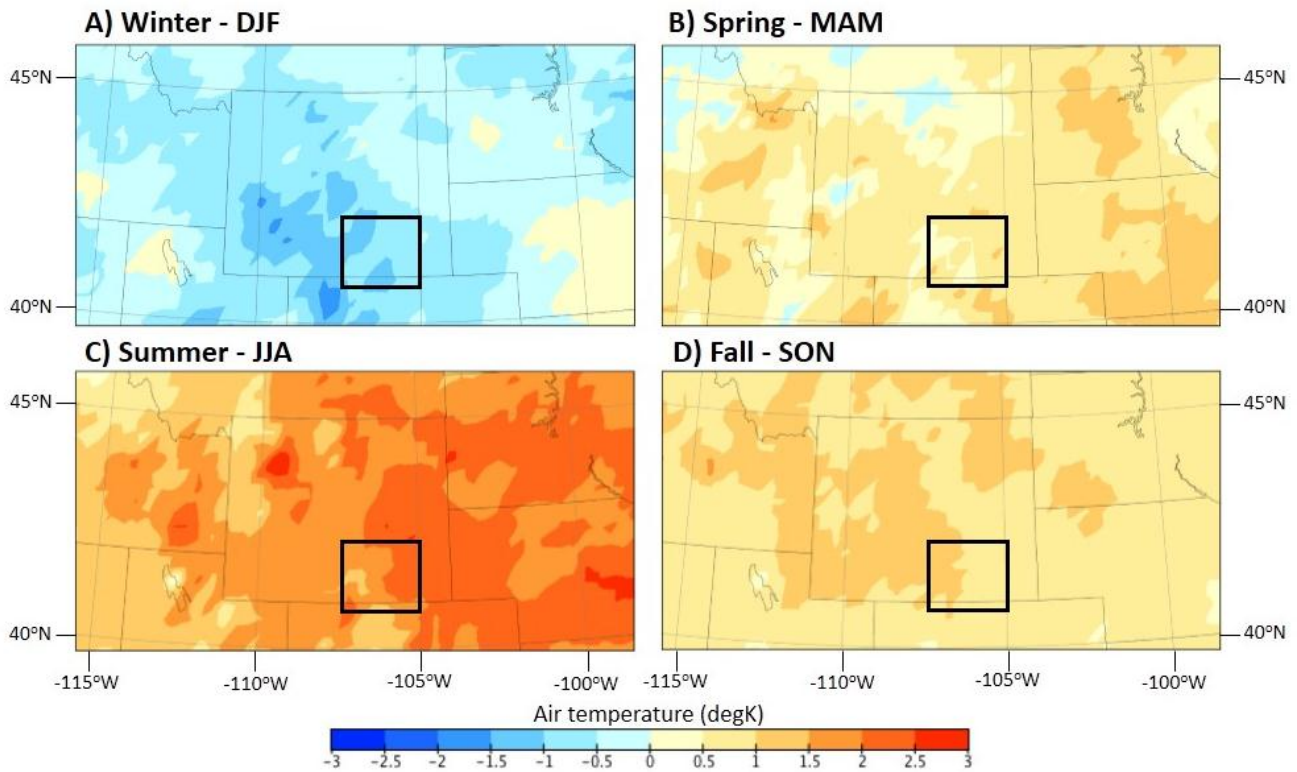 A) Winter - DJF
B) Spring - MAM
45°N
45°N
40°N
40°N
C) Summer - JJA
D) Fall - SON
45°N
45°N
40°N
40°N
-115°W -110°W -105°W -100°W -115°W -110°W -105°W -100°W
Air temperature (degK)
-3 -2.5 -2 -1.5 -1 -0.5 0 0.5 1 1.5 2 2.5 3